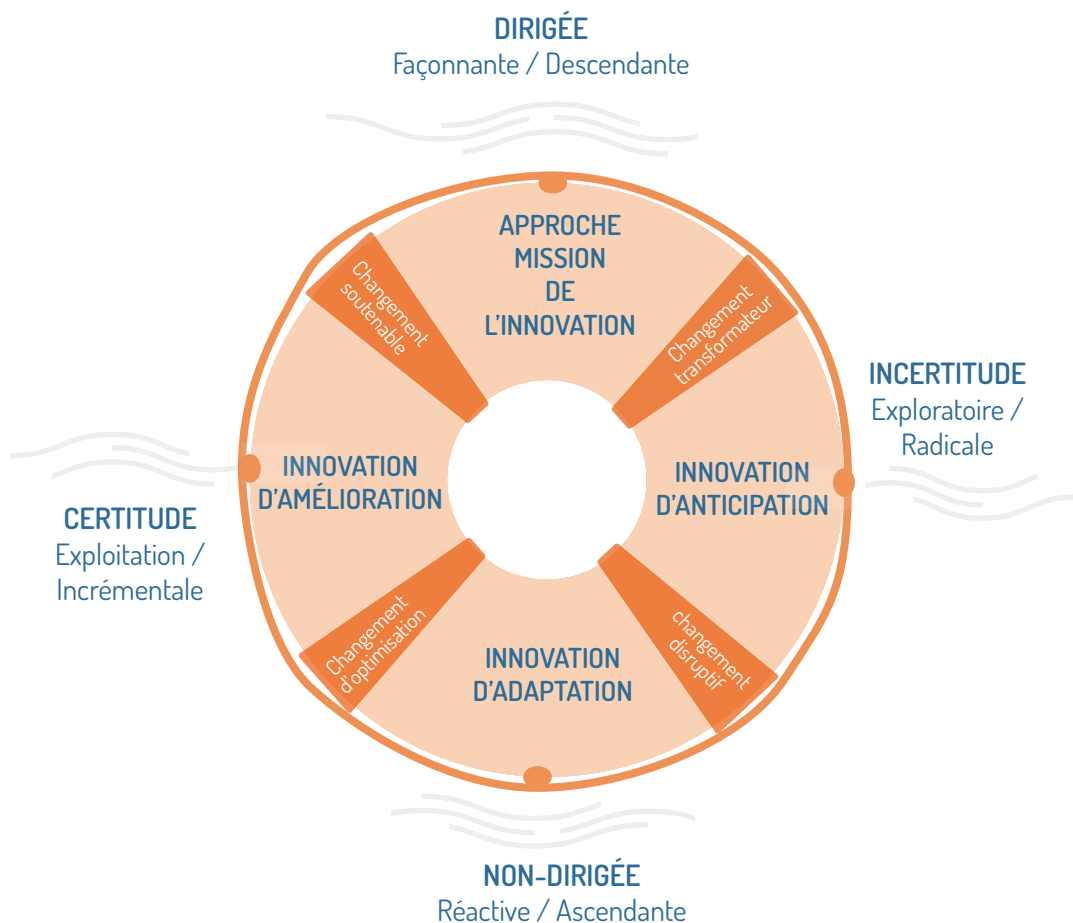 DIRIGÉE
Façonnante / Descendante
APPROCHE
MISSION
DE
L'INNOVATION
Changement
soutenable
Changement
transformateur
INCERTITUDE
Exploratoire /
Radicale
INNOVATION
D'AMÉLIORATION
INNOVATION
D'ANTICIPATION
CERTITUDE
Exploitation /
Incrémentale
Changement
d'optimisation
changement
disruptif
INNOVATION
D'ADAPTATION
NON-DIRIGÉE
Réactive / Ascendante